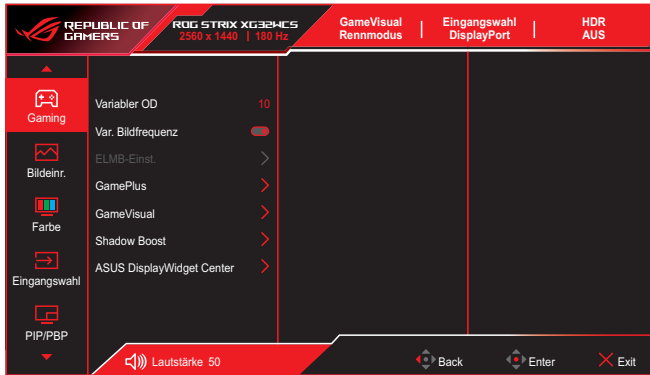 REPUBLIC OF
GAMERS
ROG STRIX XG32WCS
2560 x 1440 | 180 Hz
GameVisual
Rennmodus
Eingangswahl
DisplayPort
HDR
AUS
Gaming
Bildeinr.
Farbe
Eingangswahl
PIP/PBP
Variabler OD 10
Var. Bildfrequenz
ELMB-Einst.
GamePlus
GameVisual
Shadow Boost
ASUS DisplayWidget Center
Lautstärke 50
Back
Enter
Exit